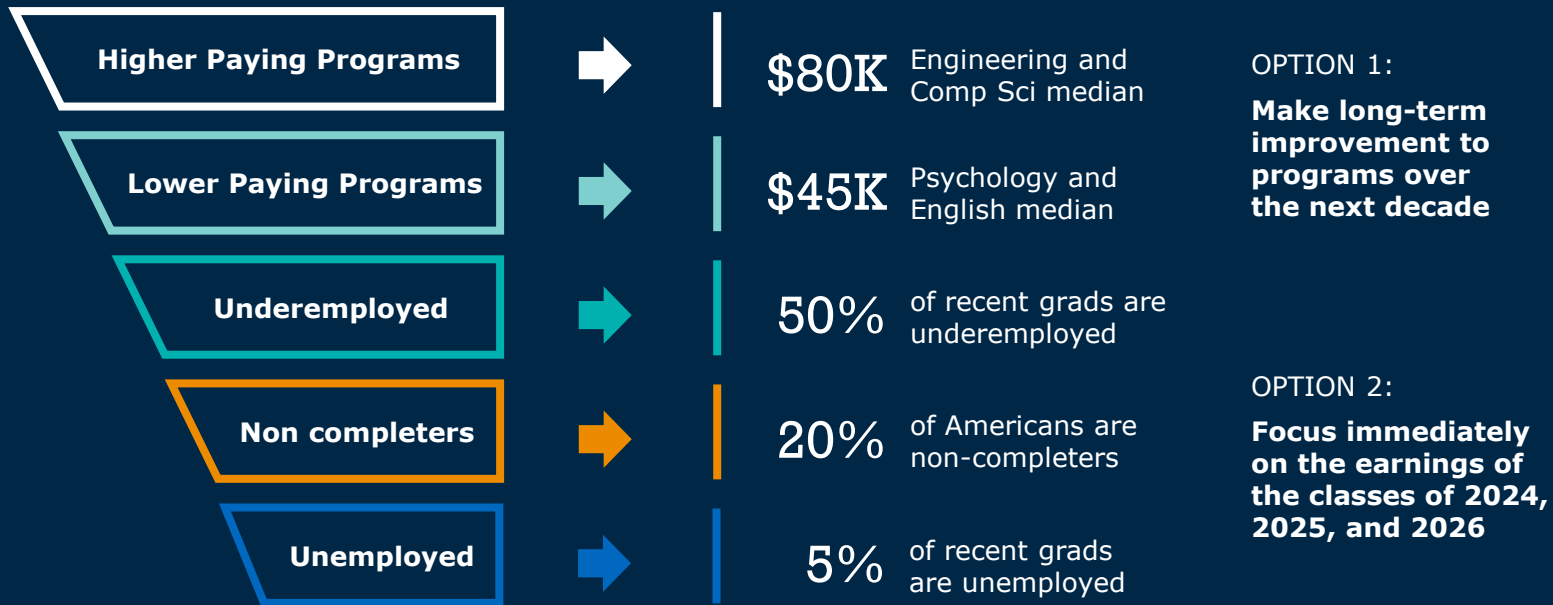 Higher Paying Programs
$80K
Engineering and
Comp Sci median
Lower Paying Programs
$45K
Psychology and
English median
Underemployed
50%
of recent grads are
underemployed
Non completers
20%
of Americans are
non-completers
Unemployed
5%
of recent grads
are unemployed
OPTION 1:
Make long-term
improvement to
programs over
the next decade
OPTION 2:
Focus immediately
on the earnings of
the classes of 2024,
2025, and 2026